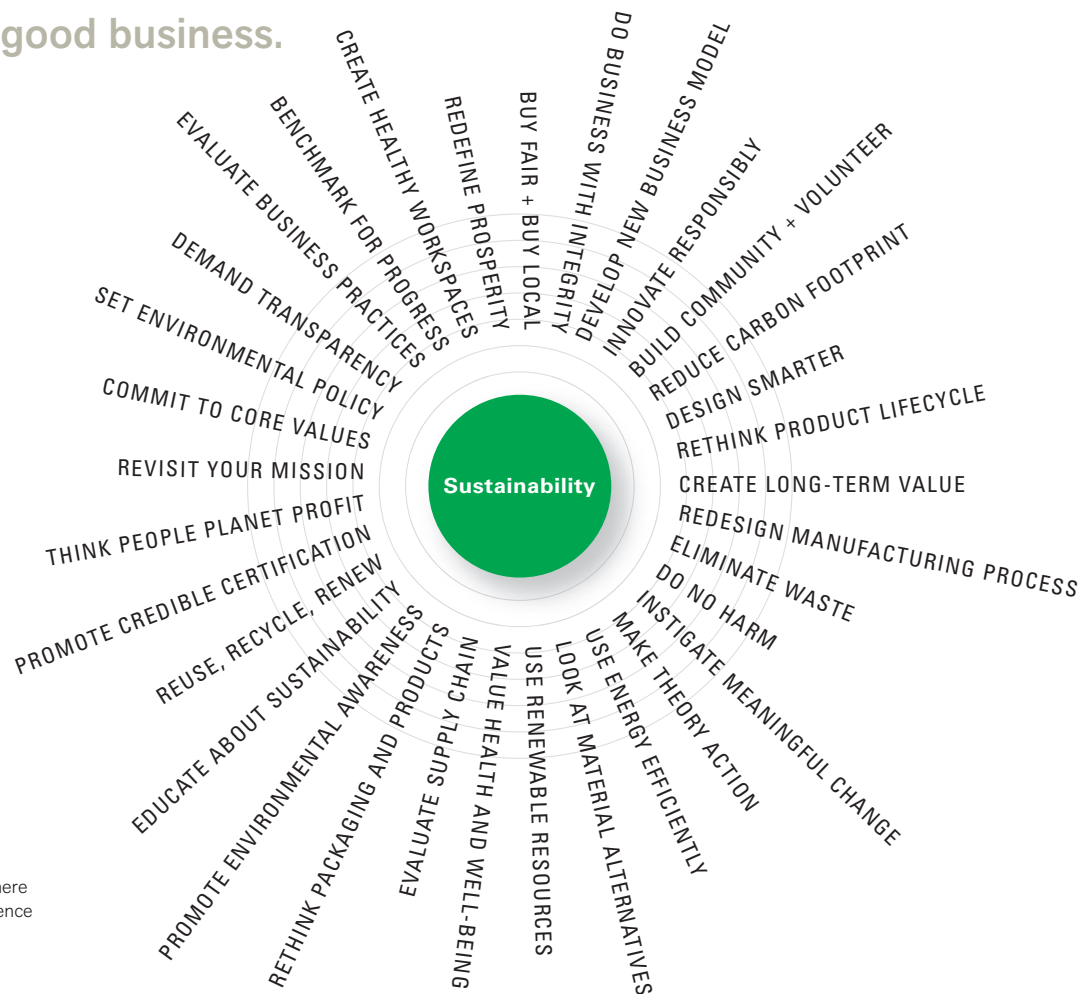 good business.
BUY FAIR + BUY LOCAL
DO BUSINESS WITH INTEGRITY
DEVELOP NEW BUSINESS MODEL
INNOVATE RESPONSIBLY
BUILD COMMUNITY + VOLUNTEER
REDUCE CARBON FOOTPRINT
DESIGN SMARTER
RETHINK PRODUCT LIFECYCLE
CREATE LONG-TERM VALUE
REDESIGN MANUFACTURING PROCESS
ELIMINATE WASTE
DO NO HARM
INSTIGATE MEANINGFUL CHANGE
MAKE THEORY ACTION
USE ENERGY EFFICIENTLY
LOOK AT MATERIAL ALTERNATIVES
USE RENEWABLE RESOURCES
VALUE HEALTH AND WELL-BEING
EVALUATE SUPPLY CHAIN
RETHINK PACKAGING AND PRODUCTS
PROMOTE ENVIRONMENTAL AWARENESS
EDUCATE ABOUT SUSTAINABILITY
REUSE, RECYCLE, RENEW
PROMOTE CREDIBLE CERTIFICATION
THINK PEOPLE PLANET PROFIT
REVISIT YOUR MISSION
COMMIT TO CORE VALUES
SET ENVIRONMENTAL POLICY
DEMAND TRANSPARENCY
EVALUATE BUSINESS PRACTICES
BENCHMARK FOR PROGRESS
CREATE HEALTHY WORKSPACES
REDEFINE PROSPERITY
Sustainability